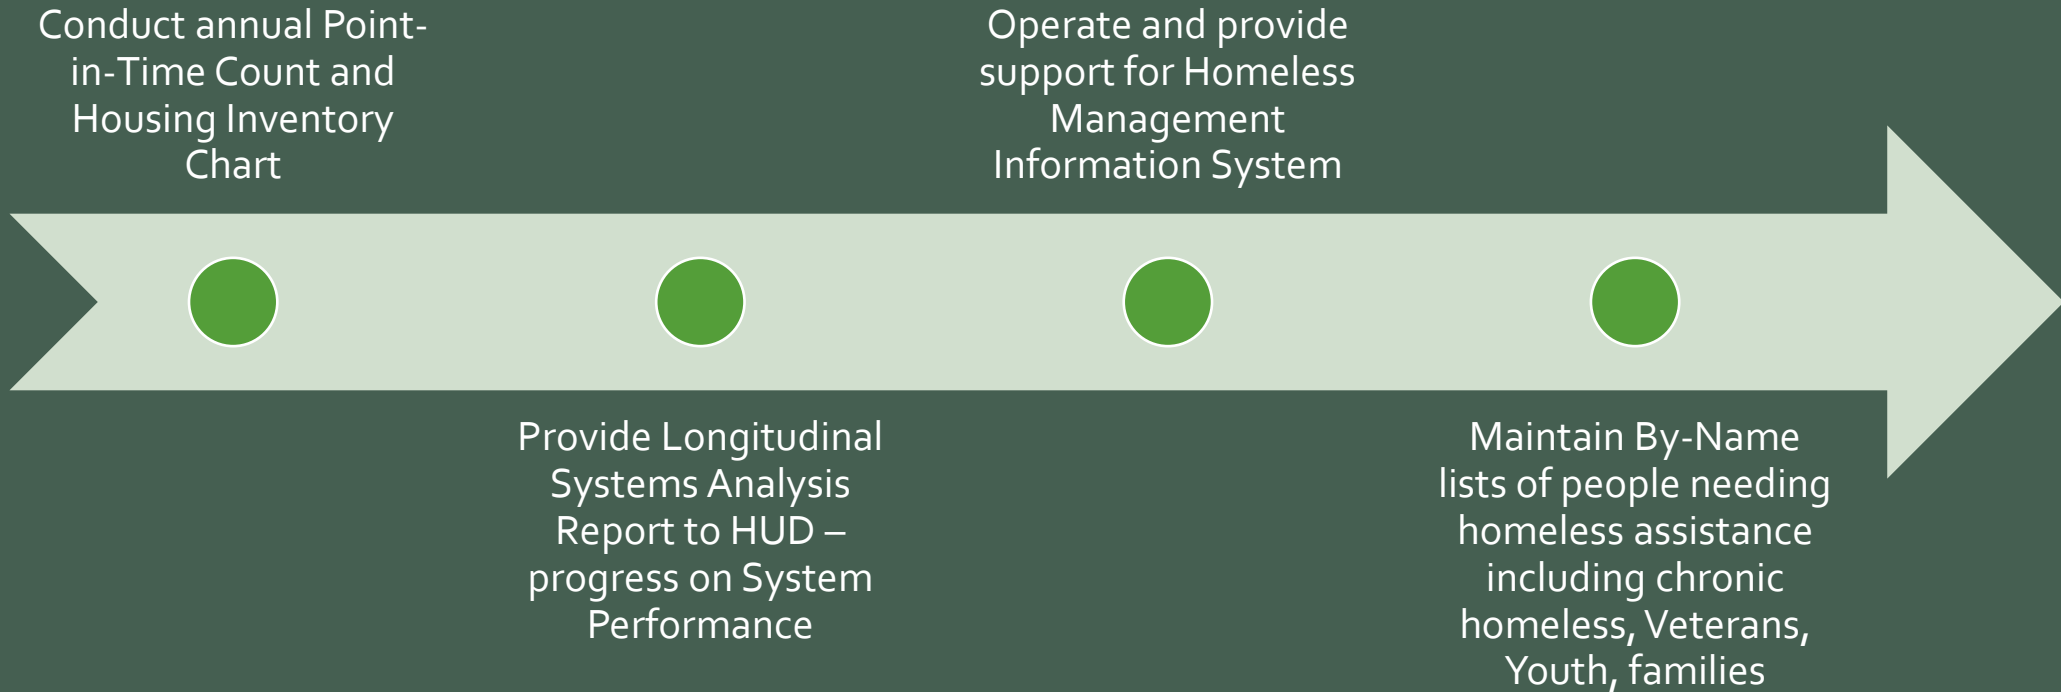 Conduct annual Point-
in-Time Count and
Housing Inventory
Chart
Provide Longitudinal
Systems Analysis
Report to HUD –
progress on System
Performance
Operate and provide
support for Homeless
Management
Information System
Maintain By-Name
lists of people needing
homeless assistance
including chronic
homeless, Veterans,
Youth, families